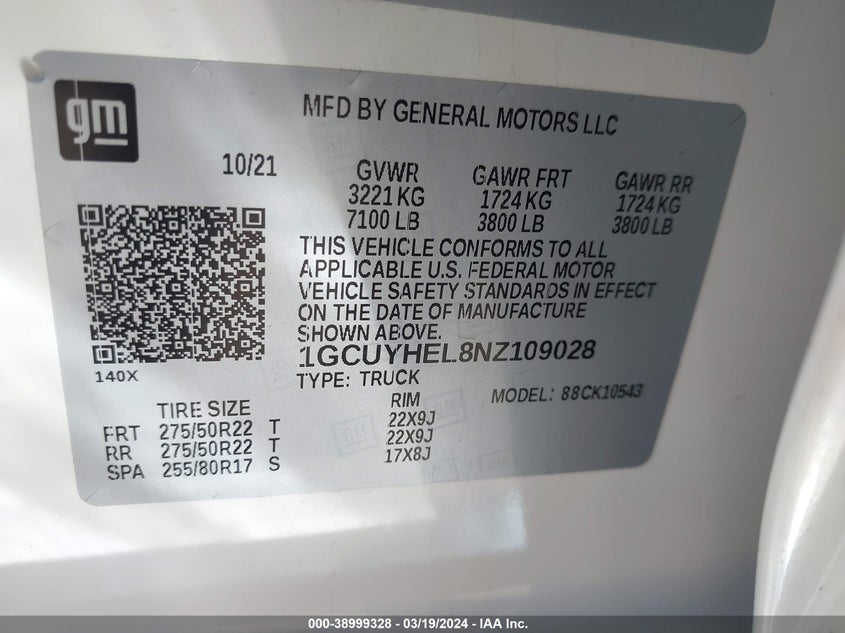 gm
MFD BY GENERAL MOTORS LLC
10/21
GVWR GAWR FRT GAWR RR
3221 KG 1724 KG 1724 KG
7100 LB 3800 LB 3800 LB
THIS VEHICLE CONFORMS TO ALL
APPLICABLE U.S. FEDERAL MOTOR
VEHICLE SAFETY STANDARDS IN EFFECT
ON THE DATE OF MANUFACTURE
SHOWN ABOVE.
1GCUYHEL8NZ109028
140X
TYPE: TRUCK MODEL: 88CK10543
TIRE SIZE RIM
FRT 275/50R22 T 22X9J
RR 275/50R22 T 22X9J
SPA 255/80R17 S 17X8J
000-38999328 - 03/19/2024 - IAA Inc.